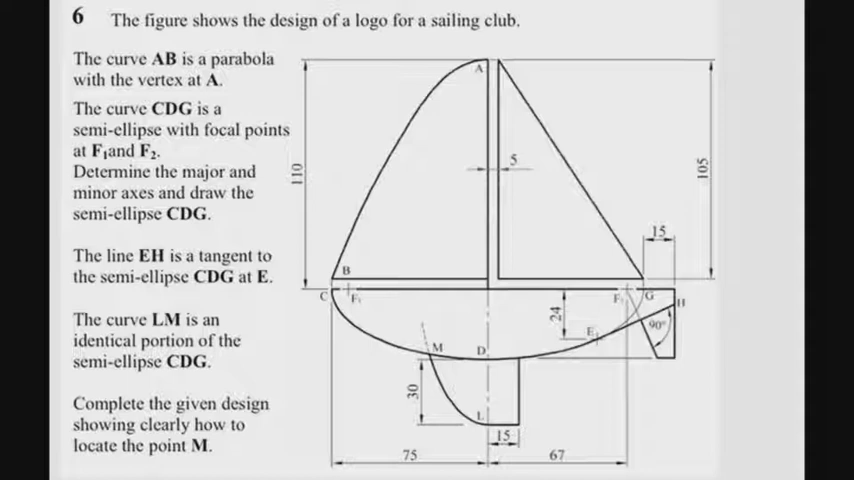 6 The figure shows the design of a logo for a sailing club.
The curve AB is a parabola
with the vertex at A.
The curve CDG is a
semi-ellipse with focal points
at F₁and F₂.
Determine the major and
minor axes and draw the
semi-ellipse CDG.
The line EH is a tangent to
the semi-ellipse CDG at E.
The curve LM is an
identical portion of the
semi-ellipse CDG.
Complete the given design
showing clearly how to
locate the point M.
A
5
110
105
15
B
C
F₁
G
H
24
E
90°
M
D
30
L
15
75
67